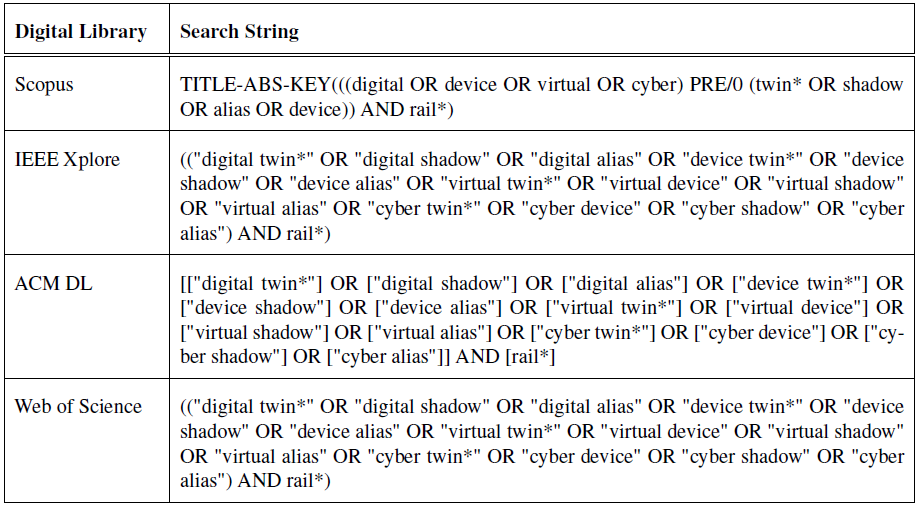 Digital Library Search String
Scopus TITLE-ABS-KEY(((digital OR device OR virtual OR cyber) PRE/0 (twin* OR shadow
OR alias OR device)) AND rail*)
IEEE Xplore (("digital twin*" OR "digital shadow" OR "digital alias" OR "device twin*" OR "device
shadow" OR "device alias" OR "virtual twin*" OR "virtual device" OR "virtual shadow"
OR "virtual alias" OR "cyber twin*" OR "cyber device" OR "cyber shadow" OR "cyber
alias") AND rail*)
ACM DL [["digital twin*"] OR ["digital shadow"] OR ["digital alias"] OR ["device twin*"] OR
["device shadow"] OR ["device alias"] OR ["virtual twin*"] OR ["virtual device"] OR
["virtual shadow"] OR ["virtual alias"] OR ["cyber twin*"] OR ["cyber device"] OR ["cy-
ber shadow"] OR ["cyber alias"]] AND [rail*]
Web of Science (("digital twin*" OR "digital shadow" OR "digital alias" OR "device twin*" OR "device
shadow" OR "device alias" OR "virtual twin*" OR "virtual device" OR "virtual shadow"
OR "virtual alias" OR "cyber twin*" OR "cyber device" OR "cyber shadow" OR "cyber
alias") AND rail*)